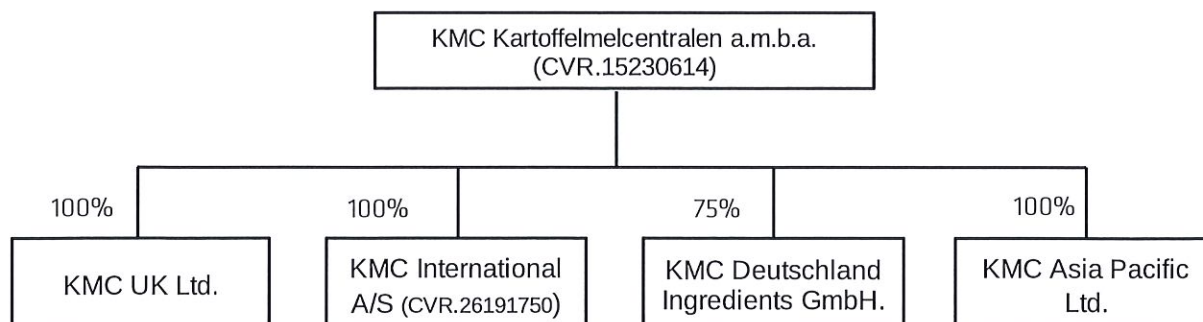 KMC Kartoffelmelcentralen a.m.b.a.
(CVR.15230614)
100%
100%
75%
100%
KMC UK Ltd.
KMC International
A/S (CVR.26191750)
KMC Deutschland
Ingredients GmbH.
KMC Asia Pacific
Ltd.